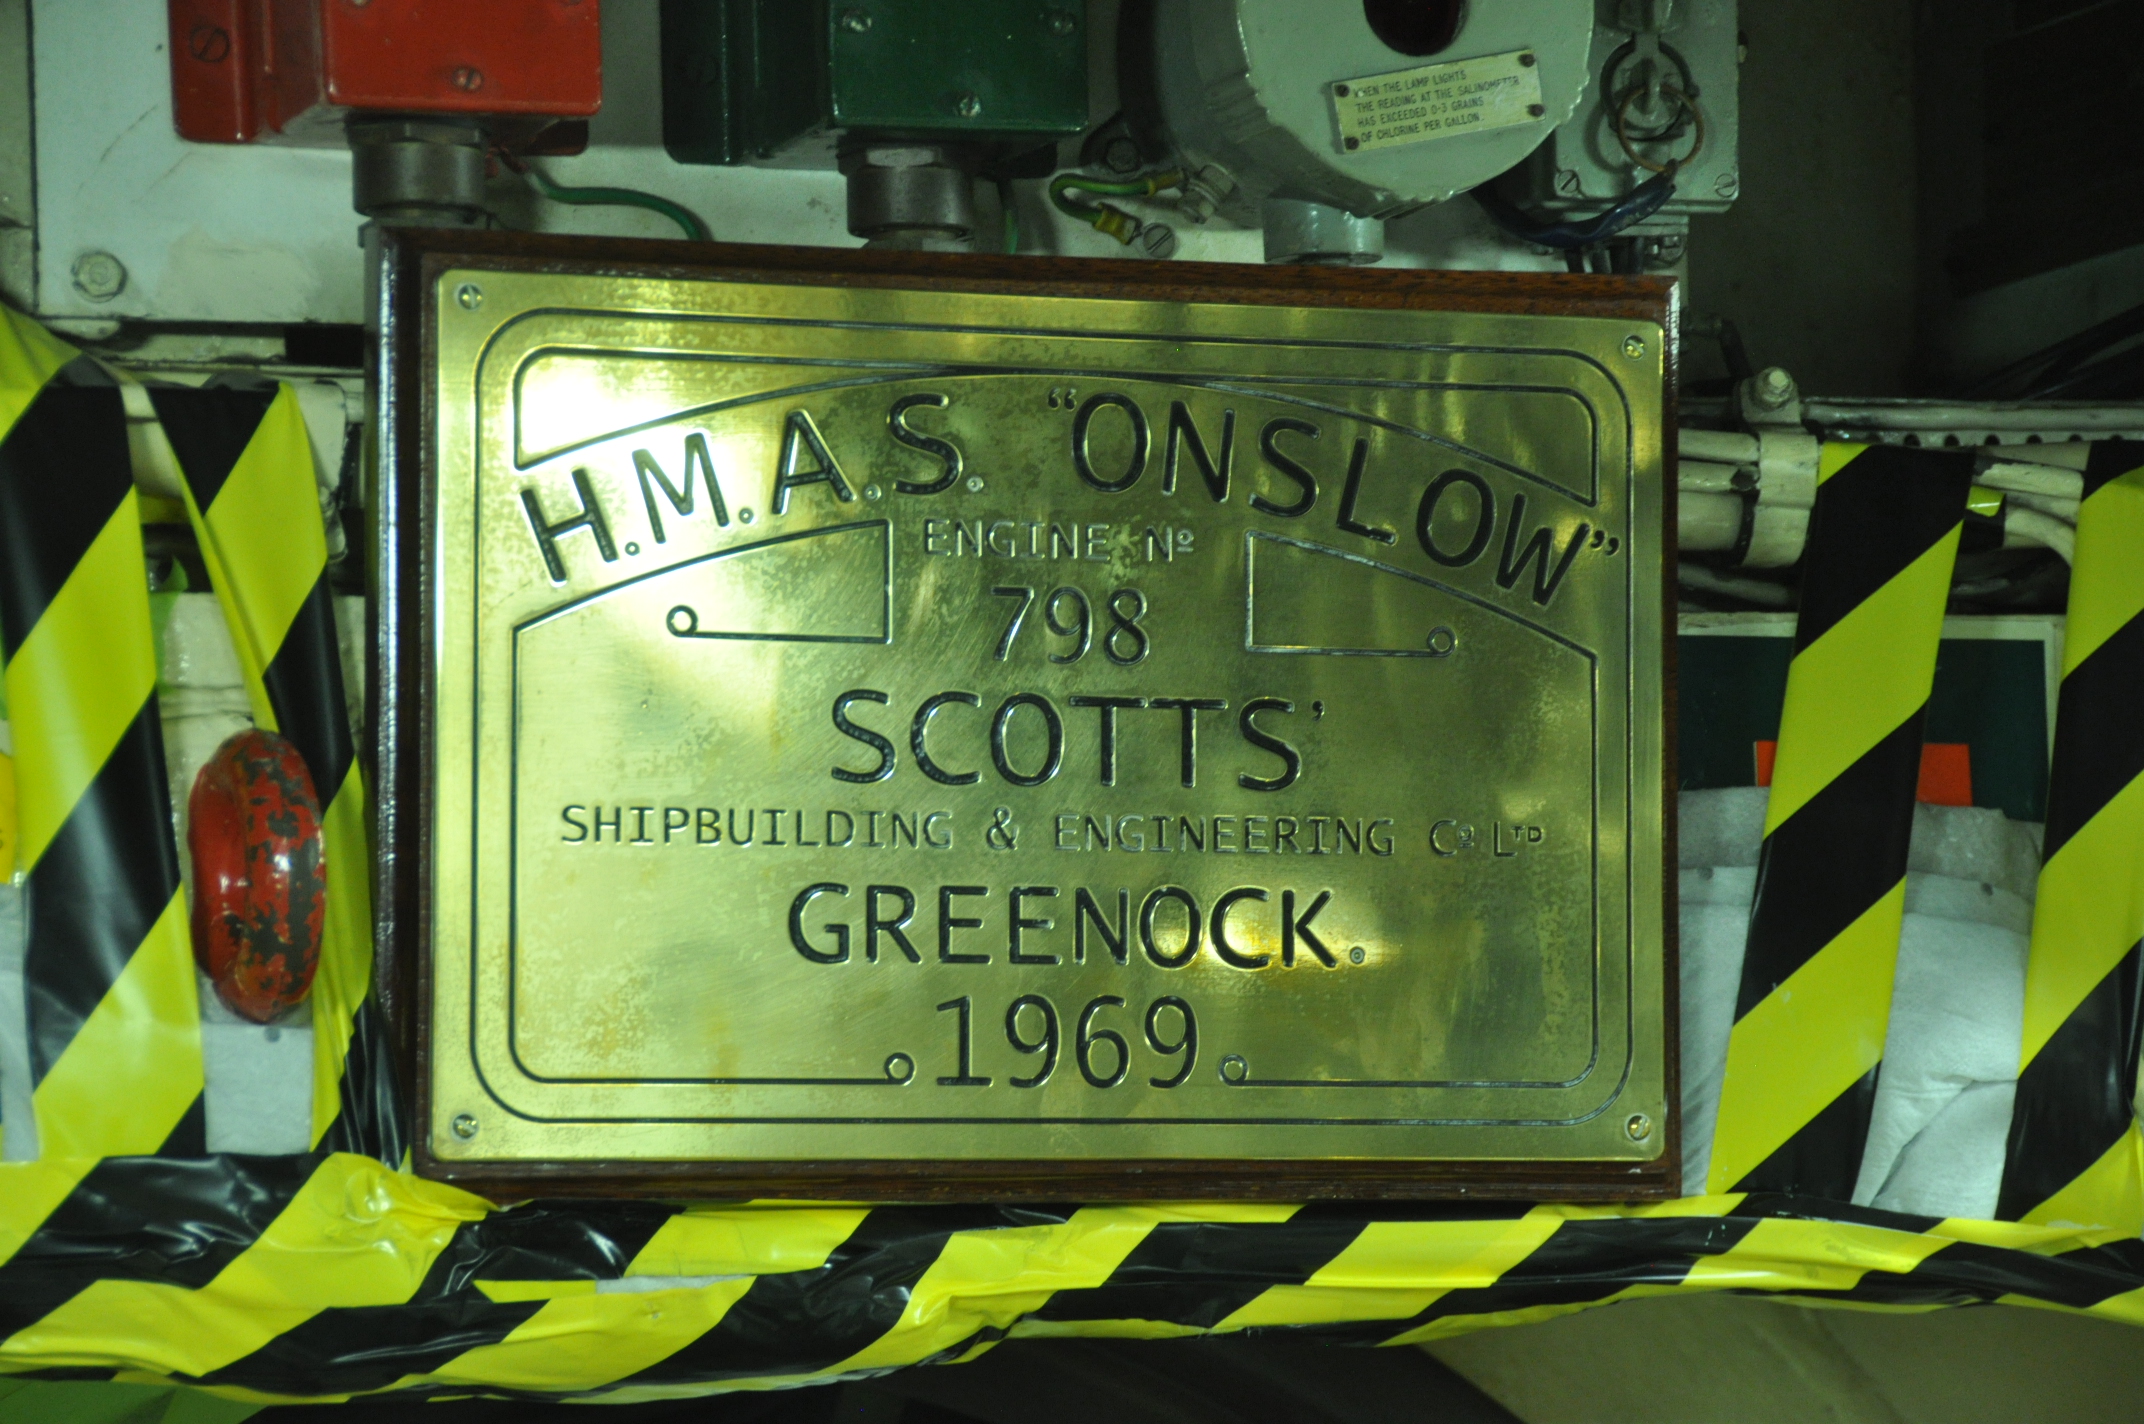 WHEN THE LAMP LIGHTS
THE READING AT THE SALINOMETER
HAS EXCEEDED 0-3 GRAINS
OF CHLORINE PER GALLON.
H.M.A.S. “ONSLOW”
ENGINE Nº
798
SCOTTS’
SHIPBUILDING & ENGINEERING Cº LTD
GREENOCK.
1969